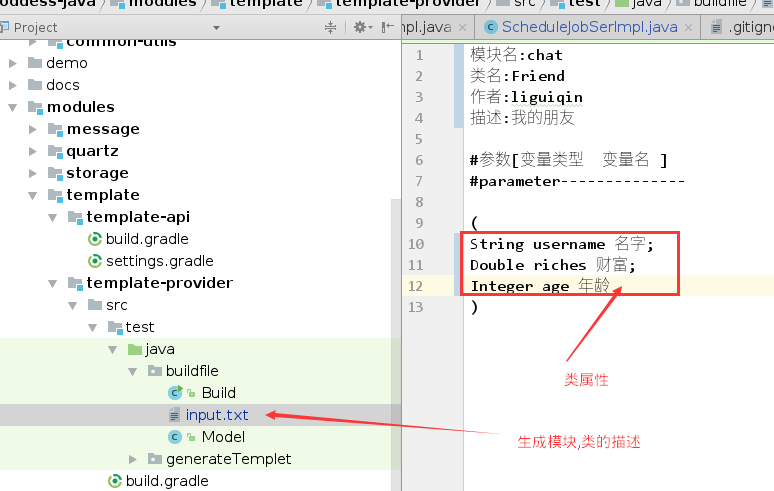 oddess-java modules template template-provider src test java buildfile
Project
common-utils
demo
docs
modules
message
quartz
storage
template
template-api
build.gradle
settings.gradle
template-provider
src
test
java
buildfile
Build
input.txt
Model
generateTemplet
build.gradle
mpl.java ScheduleJobSerImpl.java .gitign
1 模块名:chat
2 类名:Friend
3 作者:liguiqin
4 描述:我的朋友
5
6 #参数[变量类型 变量名 ]
7 #parameter--------------
8
9 (
10 String username 名字;
11 Double riches 财富;
12 Integer age 年龄
13 )
类属性
生成模块,类的描述